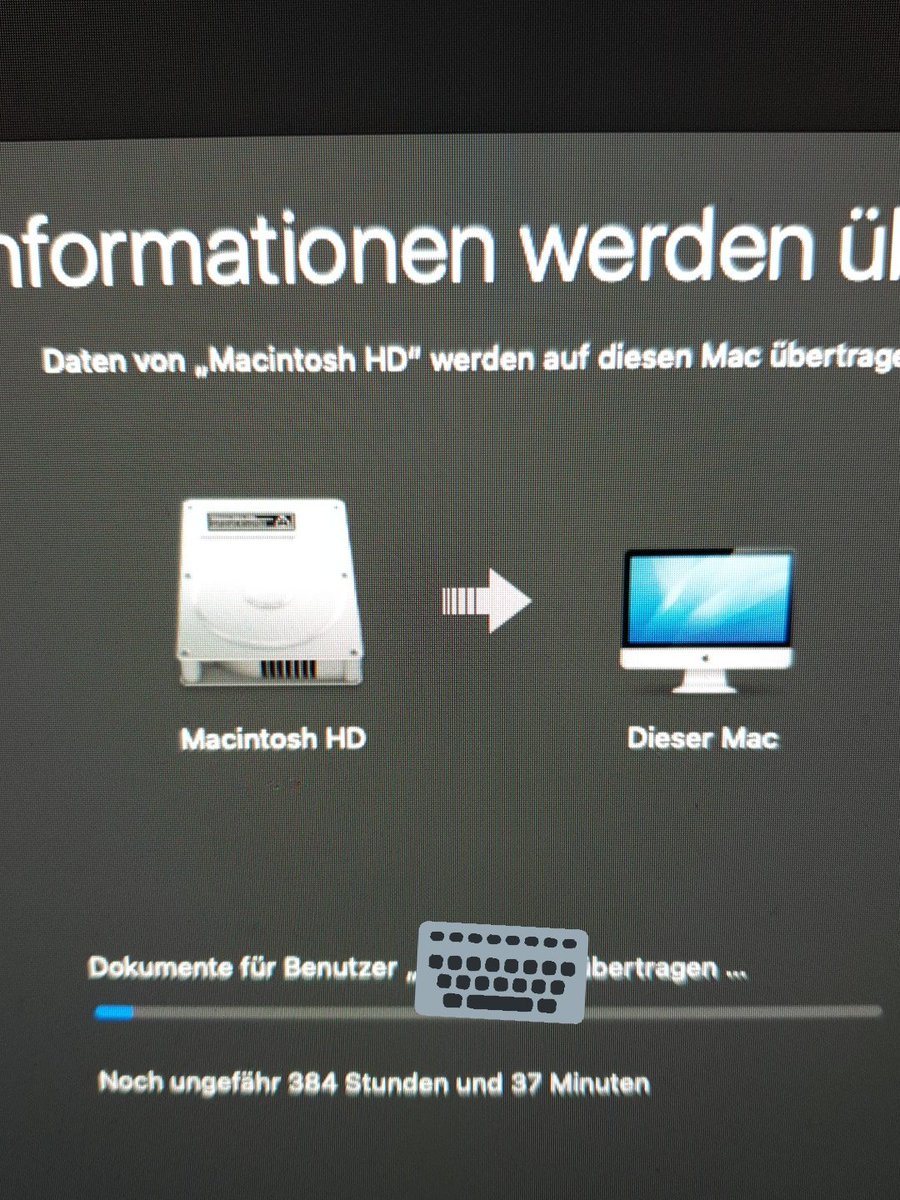 nformationen werden ü
Daten von „Macintosh HD" werden auf diesen Mac übertrage
Macintosh HD
Dieser Mac
Dokumente für Benutzer „ bertragen ...
Noch ungefähr 384 Stunden und 37 Minuten